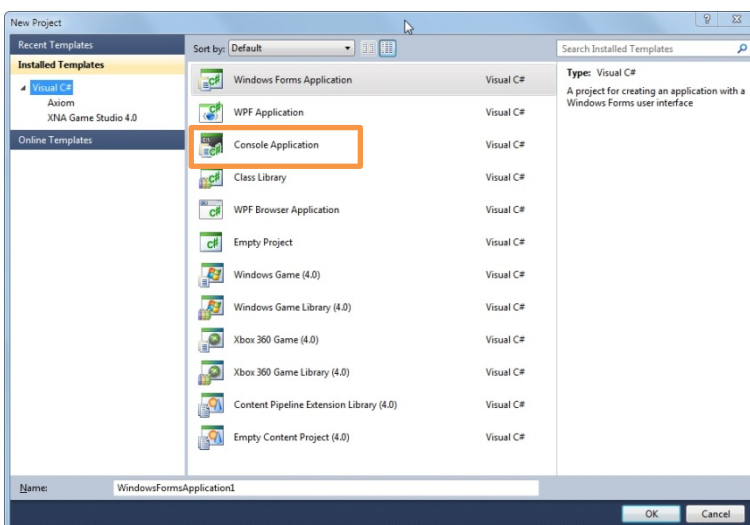 New Project
Recent Templates
Installed Templates
Visual C#
Axiom
XNA Game Studio 4.0
Online Templates
Sort by: Default
Search Installed Templates
Windows Forms Application Visual C#
WPF Application Visual C#
Console Application Visual C#
Class Library Visual C#
WPF Browser Application Visual C#
Empty Project Visual C#
Windows Game (4.0) Visual C#
Windows Game Library (4.0) Visual C#
Xbox 360 Game (4.0) Visual C#
Xbox 360 Game Library (4.0) Visual C#
Content Pipeline Extension Library (4.0) Visual C#
Empty Content Project (4.0) Visual C#
Type: Visual C#
A project for creating an application with a
Windows Forms user interface
Name: WindowsFormsApplication1
OK Cancel